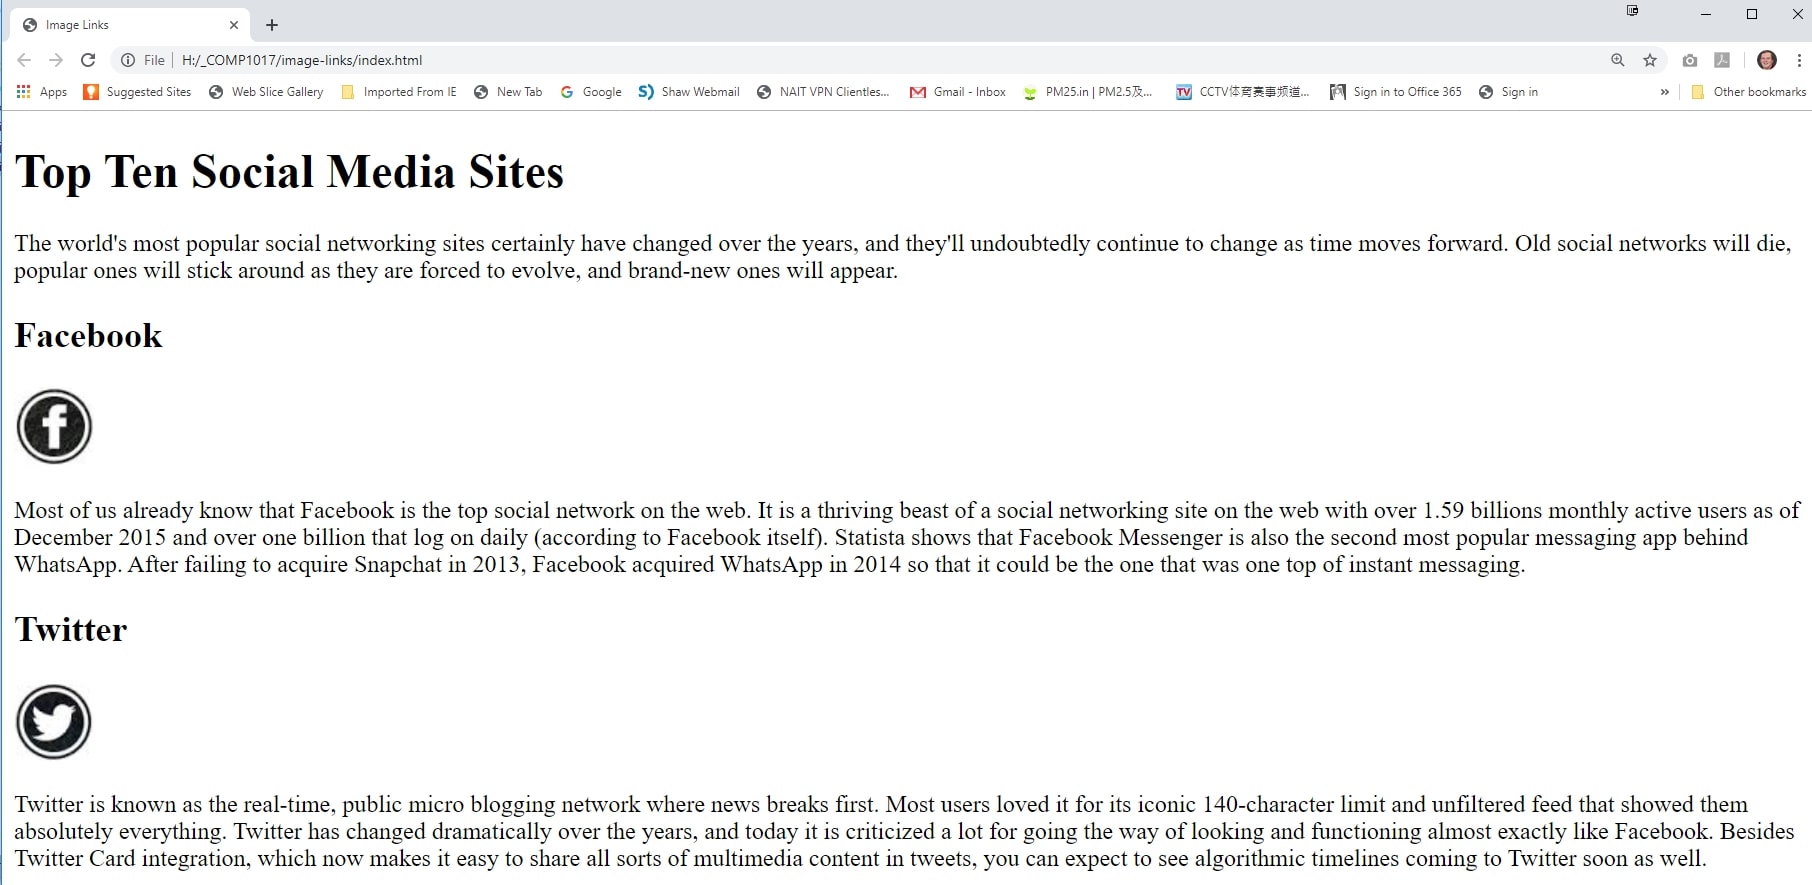 Image Links
File H:/_COMP1017/image-links/index.html
Apps Suggested Sites Web Slice Gallery Imported From IE New Tab Google Shaw Webmail NAIT VPN Clientles... Gmail - Inbox PM25.in | PM2.5及... CCTV体育赛事频道... Sign in to Office 365 Sign in » Other bookmarks
Top Ten Social Media Sites
The world's most popular social networking sites certainly have changed over the years, and they'll undoubtedly continue to change as time moves forward. Old social networks will die,
popular ones will stick around as they are forced to evolve, and brand-new ones will appear.
Facebook
Most of us already know that Facebook is the top social network on the web. It is a thriving beast of a social networking site on the web with over 1.59 billions monthly active users as of
December 2015 and over one billion that log on daily (according to Facebook itself). Statista shows that Facebook Messenger is also the second most popular messaging app behind
WhatsApp. After failing to acquire Snapchat in 2013, Facebook acquired WhatsApp in 2014 so that it could be the one that was one top of instant messaging.
Twitter
Twitter is known as the real-time, public micro blogging network where news breaks first. Most users loved it for its iconic 140-character limit and unfiltered feed that showed them
absolutely everything. Twitter has changed dramatically over the years, and today it is criticized a lot for going the way of looking and functioning almost exactly like Facebook. Besides
Twitter Card integration, which now makes it easy to share all sorts of multimedia content in tweets, you can expect to see algorithmic timelines coming to Twitter soon as well.